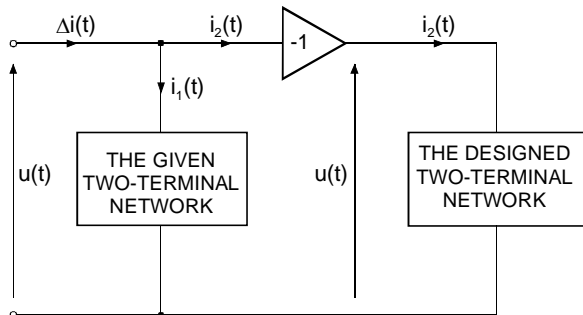 Δi(t)
i₂(t)
-1
i₂(t)
i₁(t)
u(t)
THE GIVEN
TWO-TERMINAL
NETWORK
u(t)
THE DESIGNED
TWO-TERMINAL
NETWORK